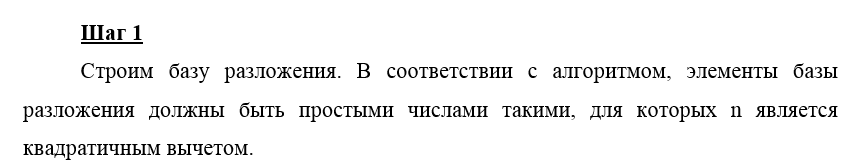 Шаг 1
Строим базу разложения. В соответствии с алгоритмом, элементы базы
разложения должны быть простыми числами такими, для которых n является
квадратичным вычетом.